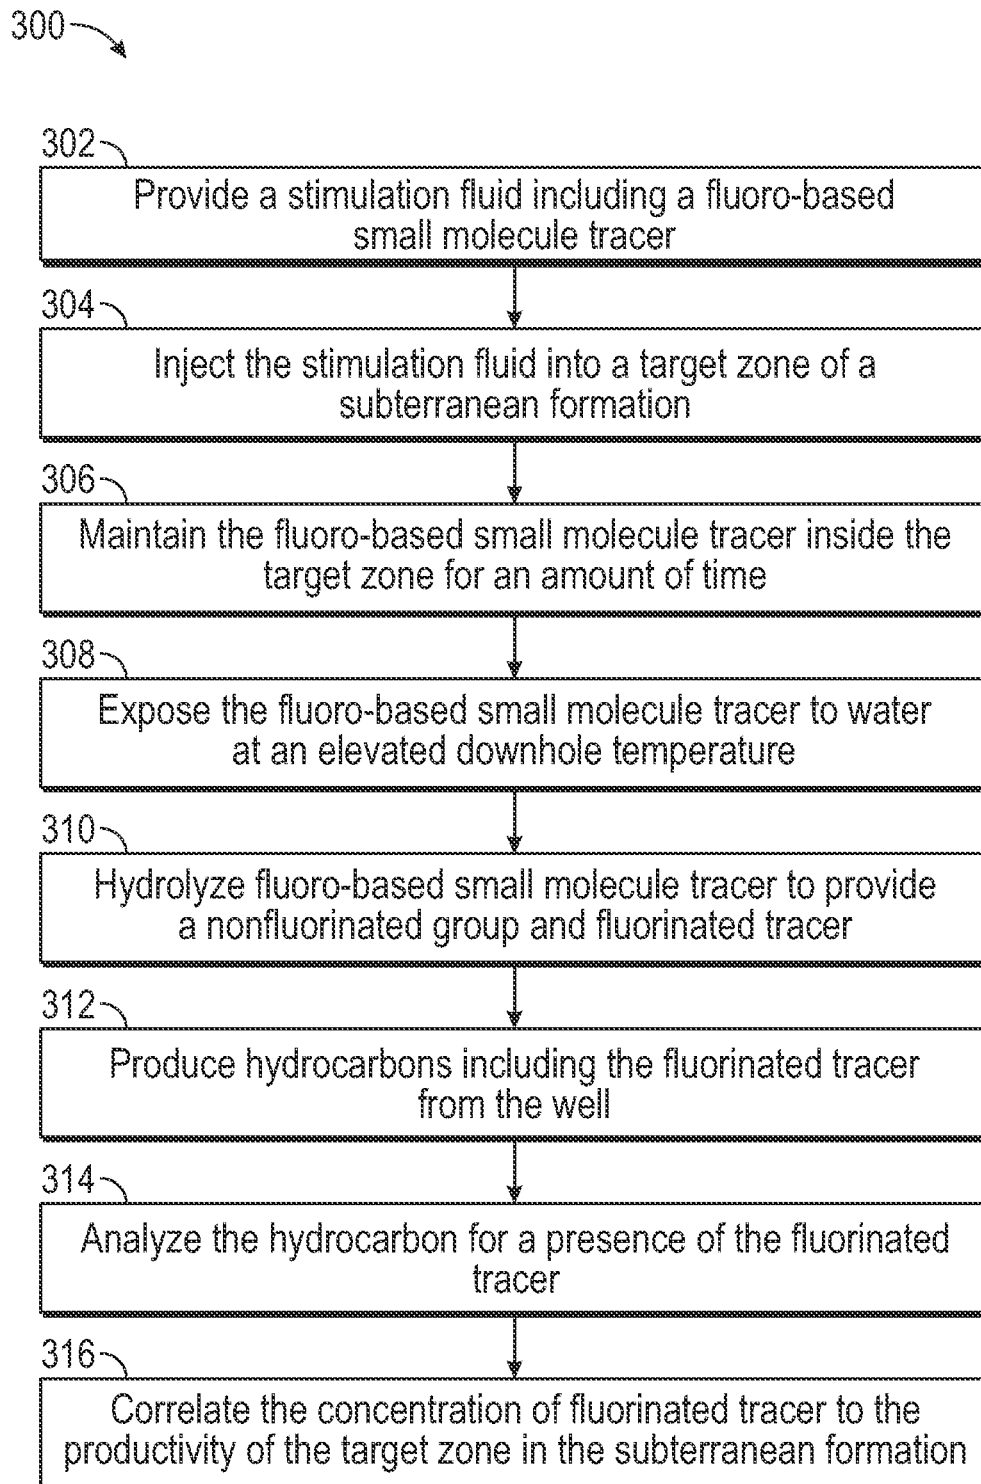 300
302
Provide a stimulation fluid including a fluoro-based
small molecule tracer
304
Inject the stimulation fluid into a target zone of a
subterranean formation
306
Maintain the fluoro-based small molecule tracer inside the
target zone for an amount of time
308
Expose the fluoro-based small molecule tracer to water
at an elevated downhole temperature
310
Hydrolyze fluoro-based small molecule tracer to provide
a nonfluorinated group and fluorinated tracer
312
Produce hydrocarbons including the fluorinated tracer
from the well
314
Analyze the hydrocarbon for a presence of the fluorinated
tracer
316
Correlate the concentration of fluorinated tracer to the
productivity of the target zone in the subterranean formation